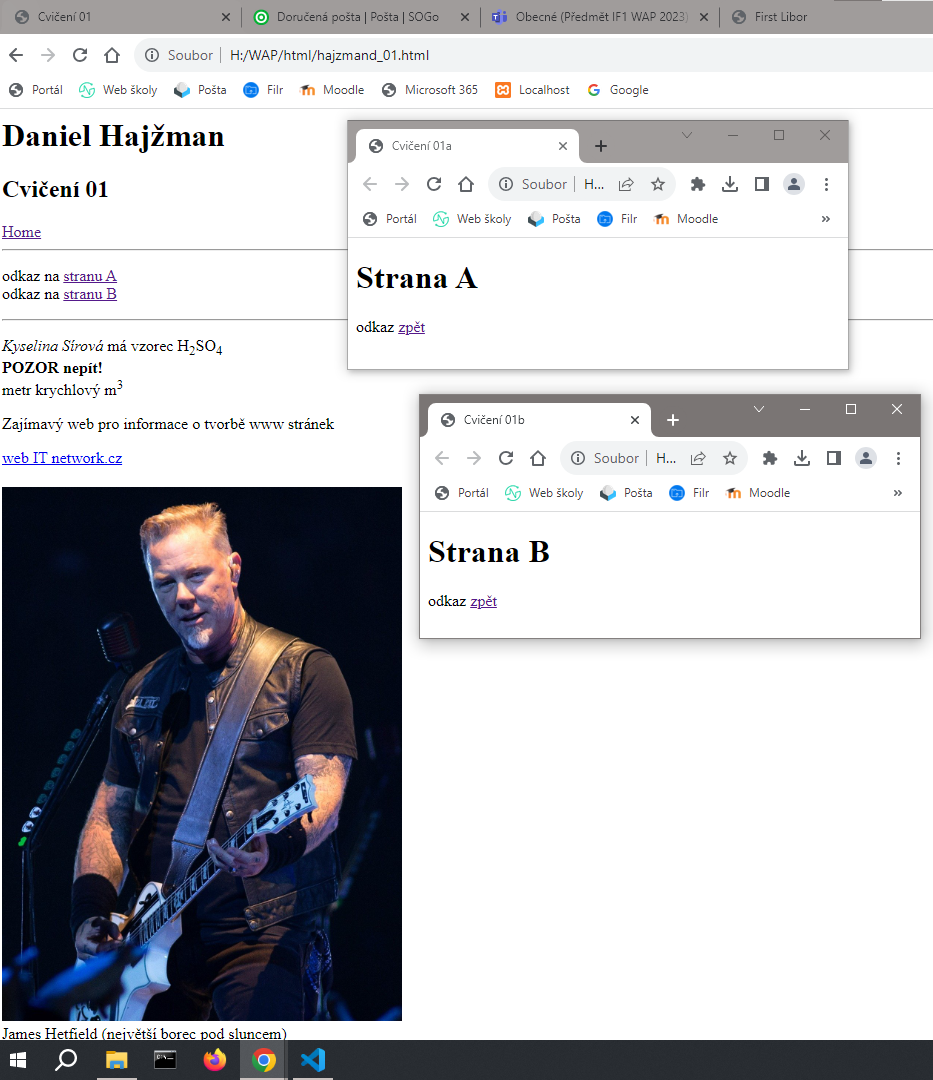 Cvičení 01
Doručená pošta | Pošta | SOGo
Obecné (Předmět IF1 WAP 2023)
First Libor
Soubor H:/WAP/html/hajzmand_01.html
Portál Web školy Pošta Filr Moodle Microsoft 365 Localhost Google
Daniel Hajžman
Cvičení 01
Home
odkaz na stranu A
odkaz na stranu B
Kyselina Sírová má vzorec H₂SO₄
POZOR nepít!
metr krychlový m³
Zajímavý web pro informace o tvorbě www stránek
web IT network.cz
James Hetfield (největší borec pod sluncem)
Cvičení 01a
Soubor H...
Portál Web školy Pošta Filr Moodle »
Strana A
odkaz zpět
Cvičení 01b
Soubor H...
Portál Web školy Pošta Filr Moodle »
Strana B
odkaz zpět